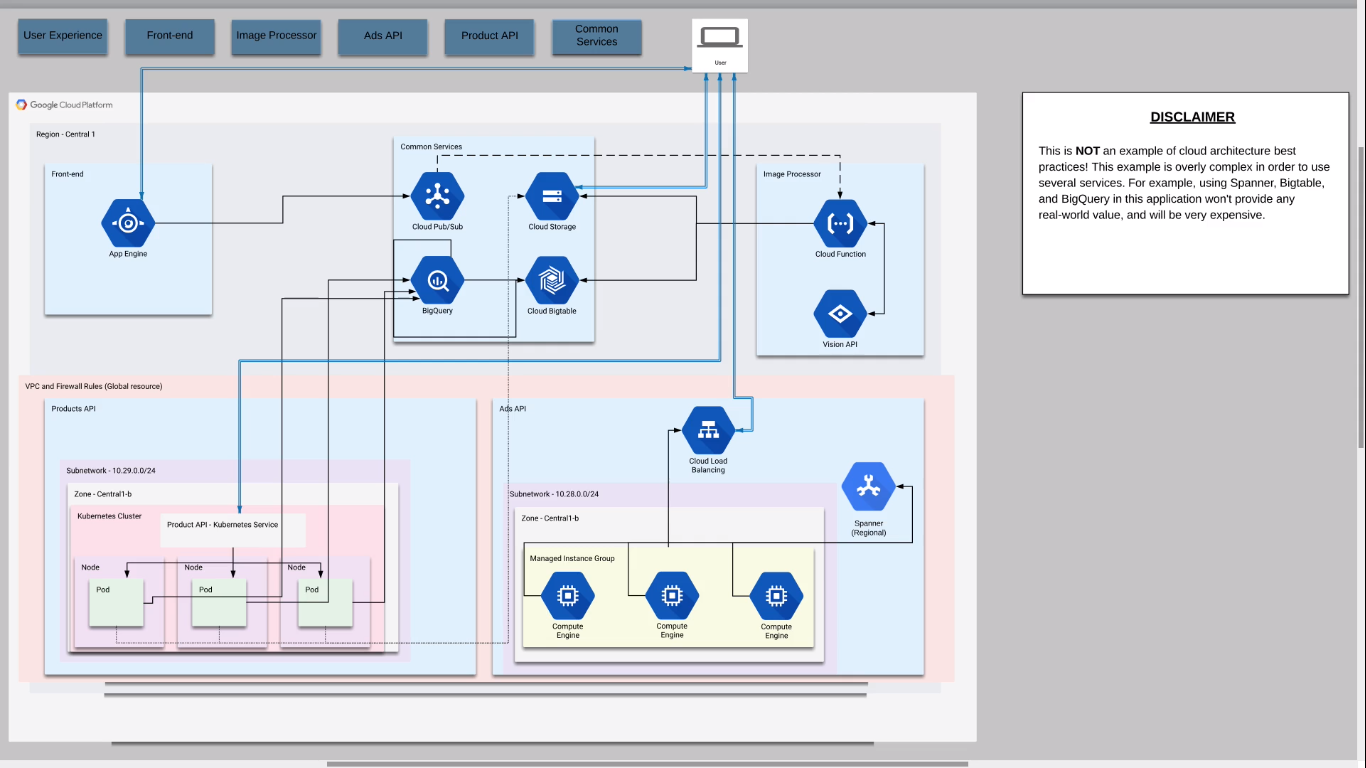 User Experience
Front-end
Image Processor
Ads API
Product API
Common
Services
User
Google Cloud Platform
Region - Central 1
Front-end
App Engine
Common Services
Cloud Pub/Sub
Cloud Storage
BigQuery
Cloud Bigtable
Image Processor
Cloud Function
Vision API
DISCLAIMER
This is NOT an example of cloud architecture best
practices! This example is overly complex in order to use
several services. For example, using Spanner, Bigtable,
and BigQuery in this application won't provide any
real-world value, and will be very expensive.
VPC and Firewall Rules (Global resource)
Products API
Subnetwork - 10.29.0.0/24
Zone - Central1-b
Kubernetes Cluster
Product API - Kubernetes Service
Node
Node
Node
Pod
Pod
Pod
Ads API
Cloud Load
Balancing
Subnetwork - 10.28.0.0/24
Zone - Central1-b
Spanner
(Regional)
Managed Instance Group
Compute
Engine
Compute
Engine
Compute
Engine